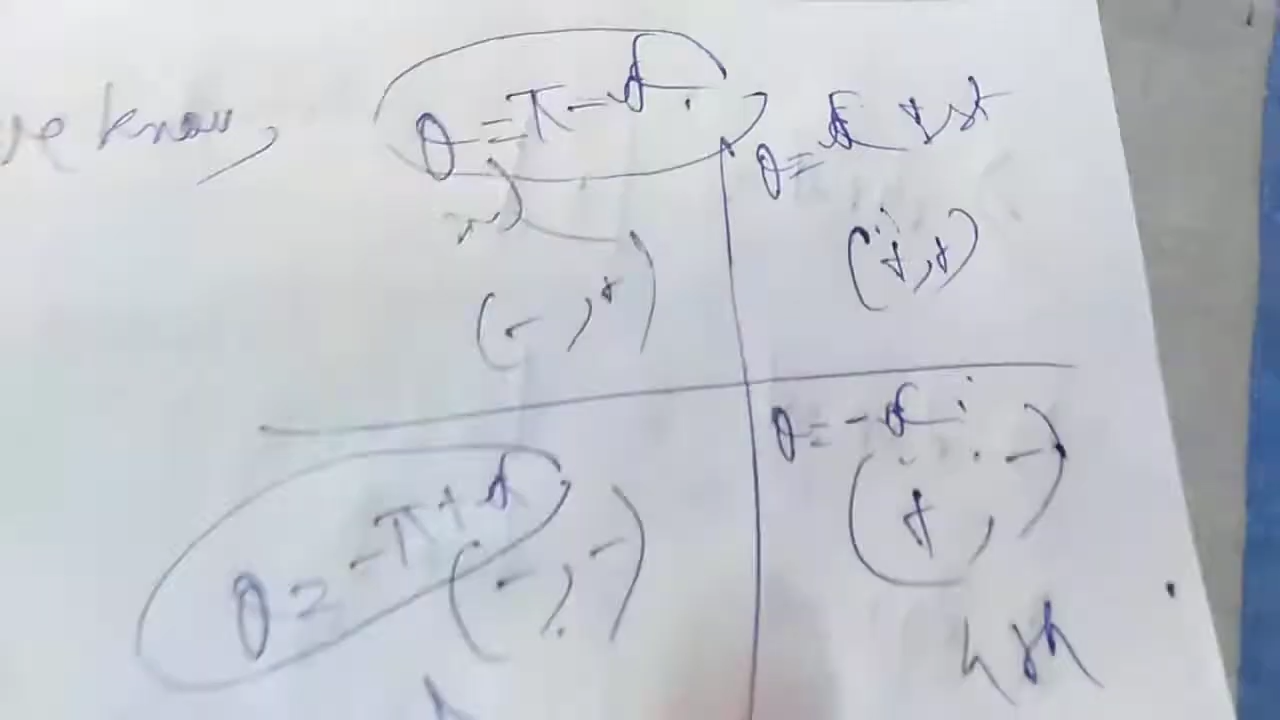 we know,
θ = π - α.
θ = α 1st
(-, +)
(+, +)
θ = -α
(+, -)
θ = -π + α
(-, -)
4th